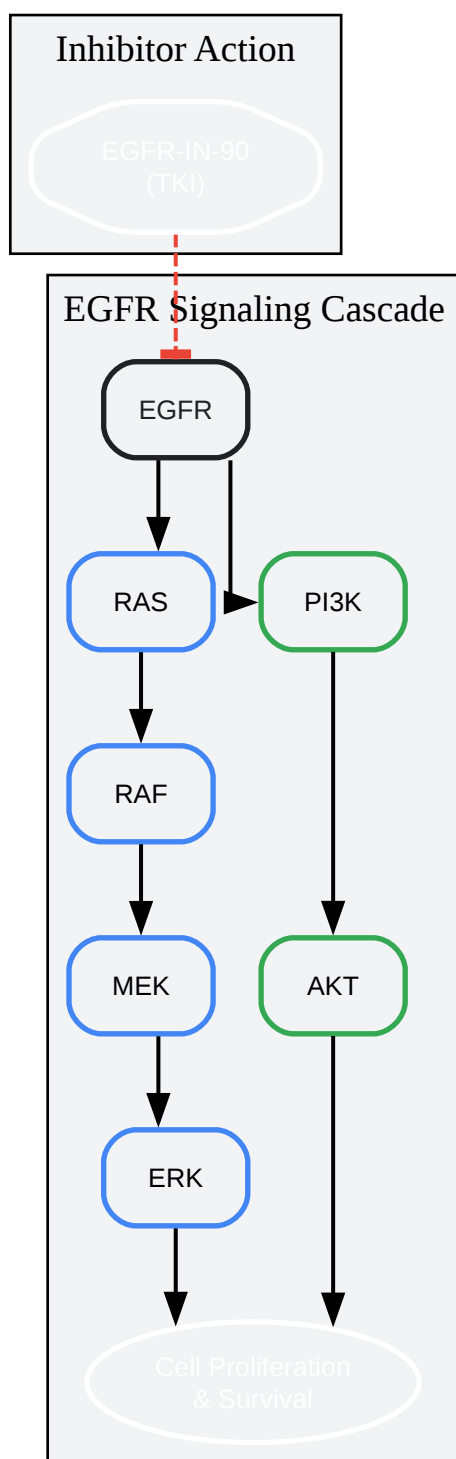 Inhibitor Action
EGFR-IN-90
(TKI)
EGFR Signaling Cascade
EGFR
RAS
PI3K
RAF
MEK
AKT
ERK
Cell Proliferation
& Survival